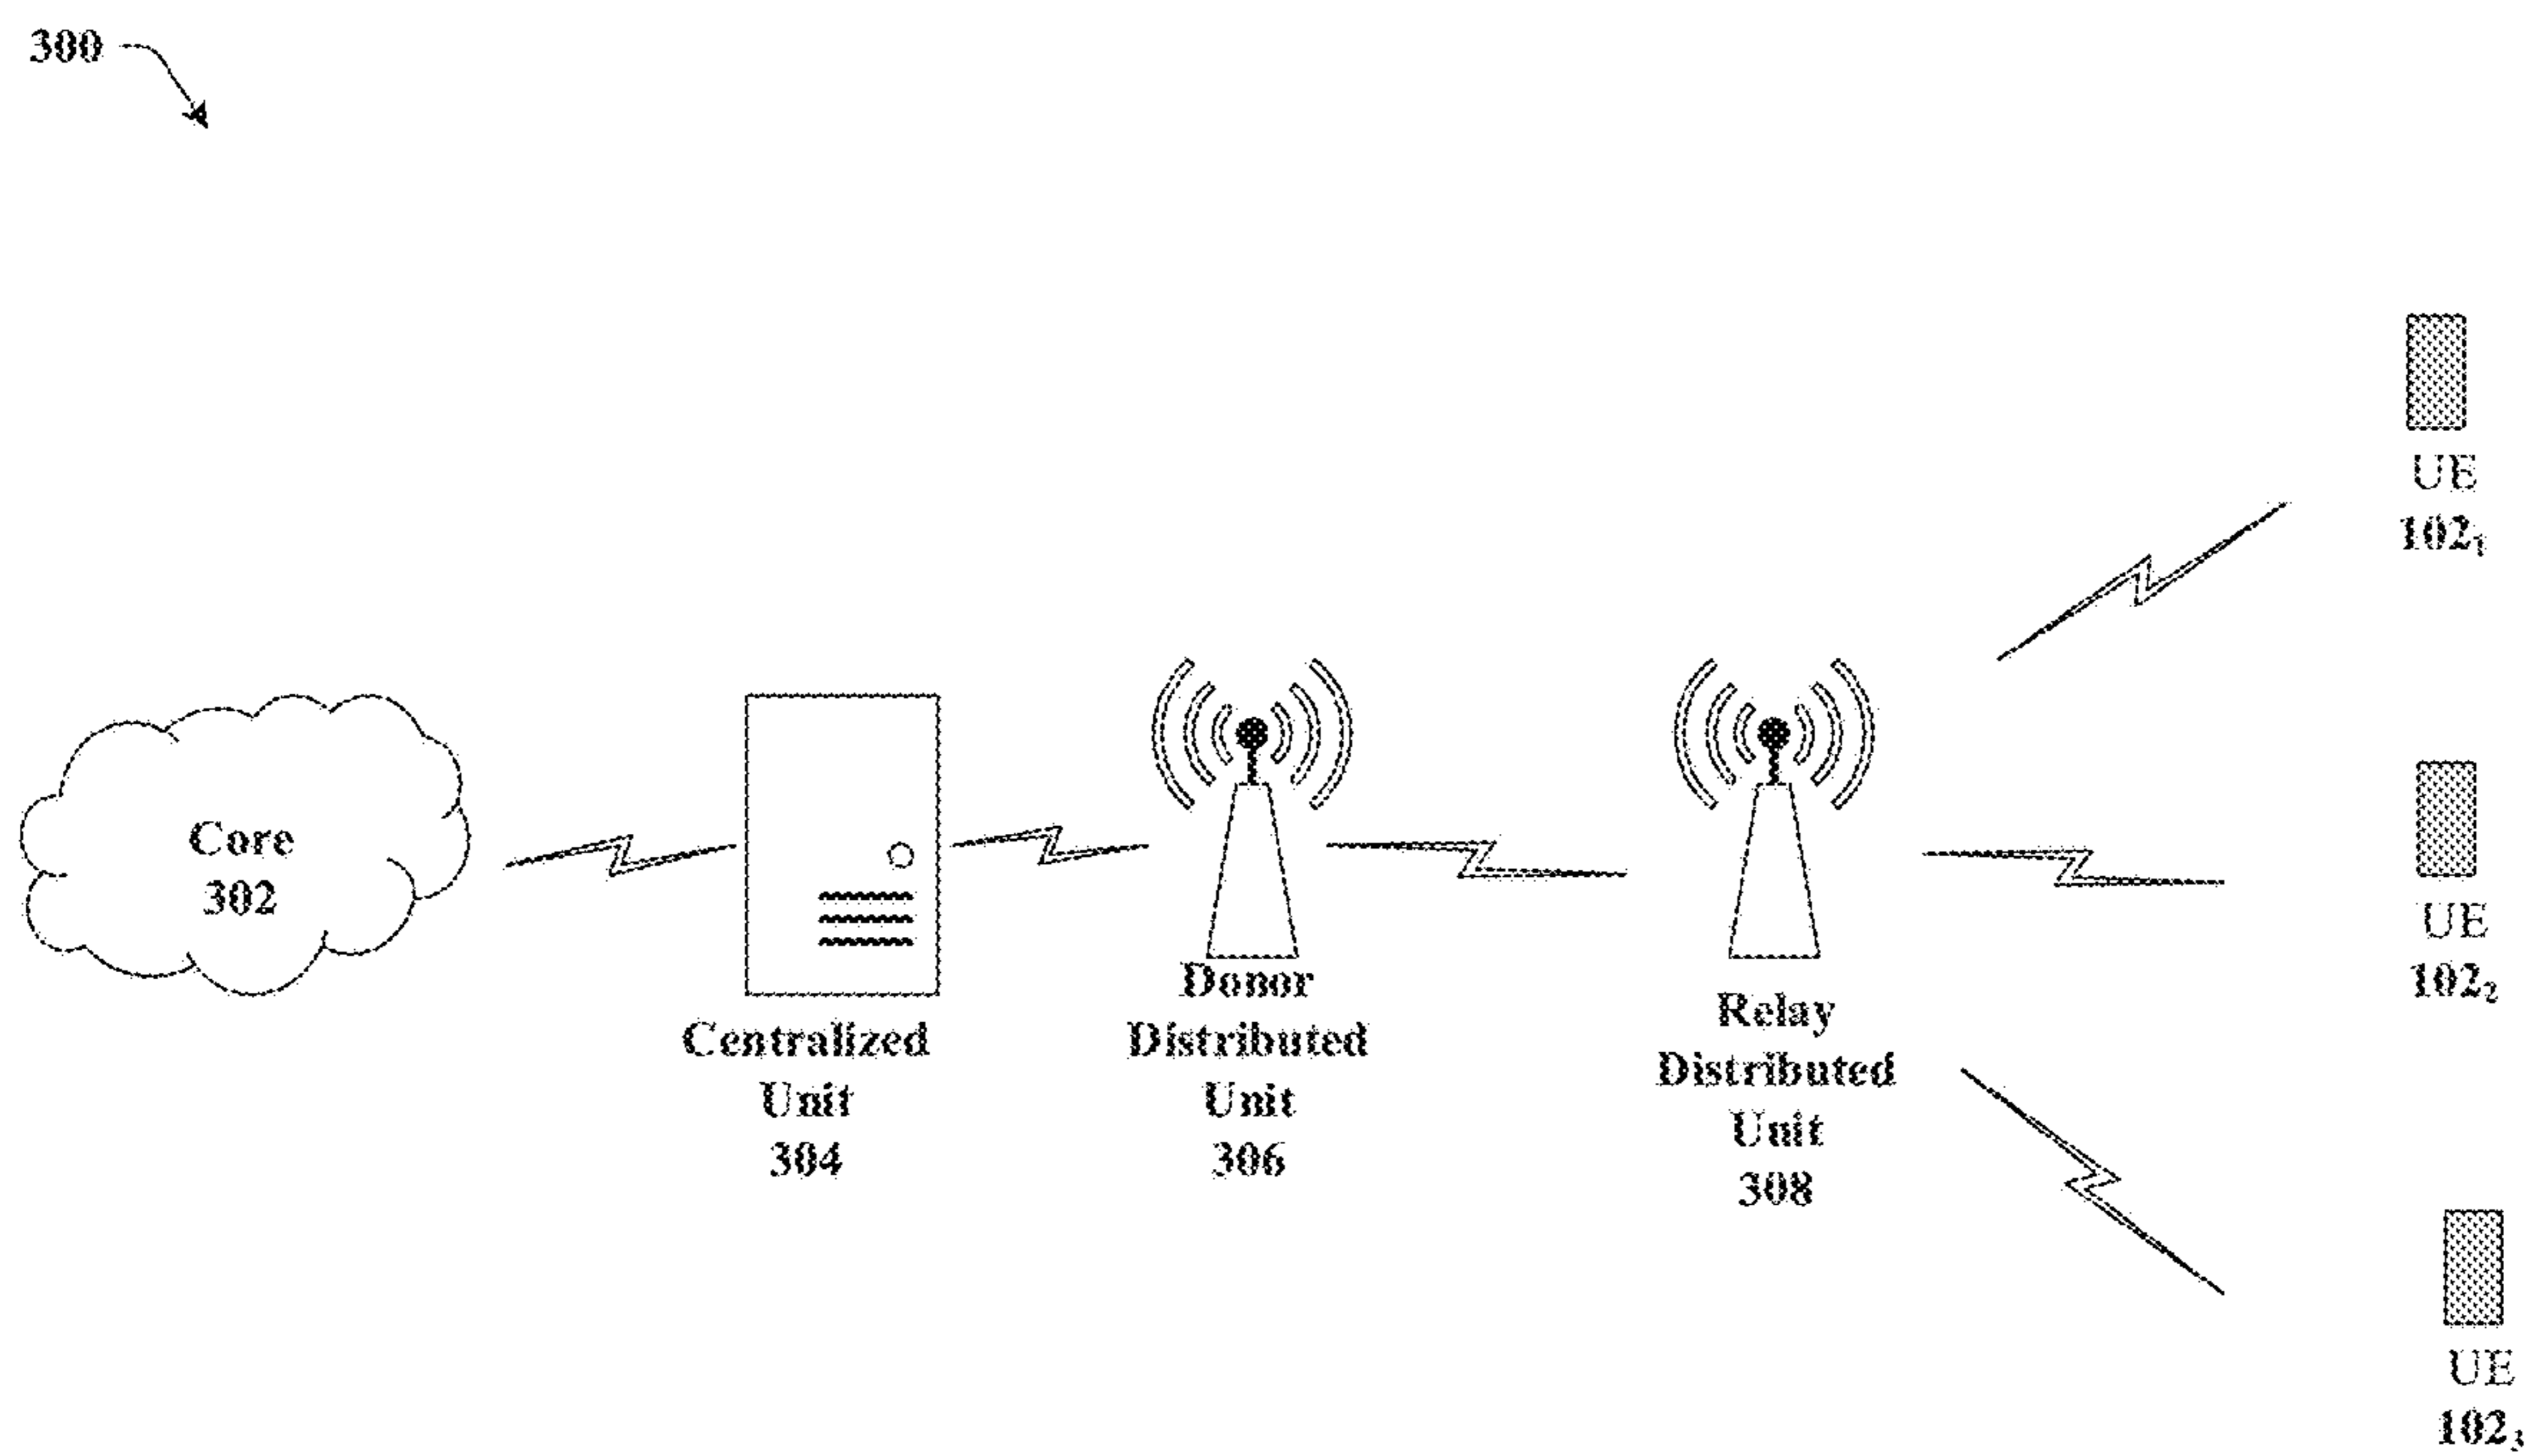 300
UE
102₁
Core
302
Centralized
Unit
304
Donor
Distributed
Unit
306
Relay
Distributed
Unit
308
UE
102₂
UE
102₃